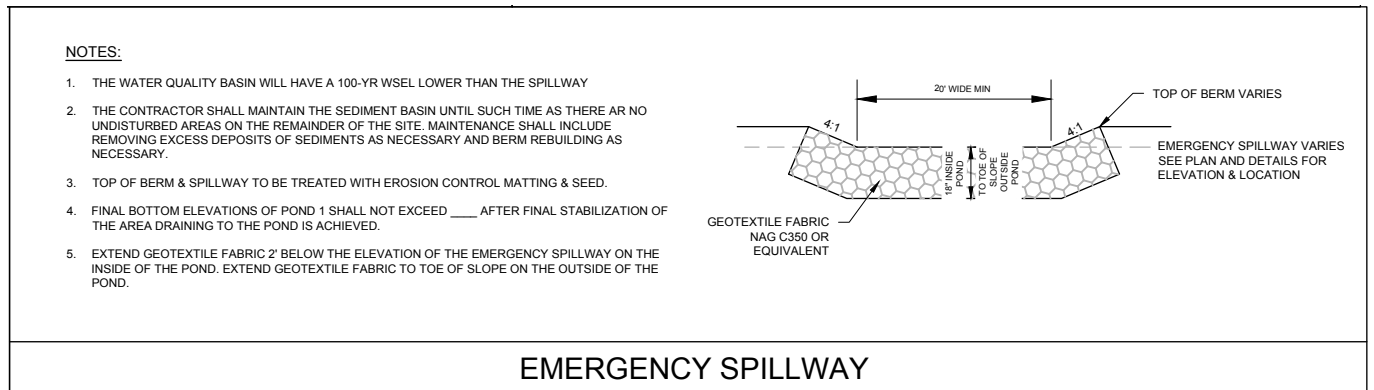 NOTES:
1. THE WATER QUALITY BASIN WILL HAVE A 100-YR WSEL LOWER THAN THE SPILLWAY
2. THE CONTRACTOR SHALL MAINTAIN THE SEDIMENT BASIN UNTIL SUCH TIME AS THERE AR NO
UNDISTURBED AREAS ON THE REMAINDER OF THE SITE. MAINTENANCE SHALL INCLUDE
REMOVING EXCESS DEPOSITS OF SEDIMENTS AS NECESSARY AND BERM REBUILDING AS
NECESSARY.
3. TOP OF BERM & SPILLWAY TO BE TREATED WITH EROSION CONTROL MATTING & SEED.
4. FINAL BOTTOM ELEVATIONS OF POND 1 SHALL NOT EXCEED ____ AFTER FINAL STABILIZATION OF
THE AREA DRAINING TO THE POND IS ACHIEVED.
5. EXTEND GEOTEXTILE FABRIC 2' BELOW THE ELEVATION OF THE EMERGENCY SPILLWAY ON THE
INSIDE OF THE POND. EXTEND GEOTEXTILE FABRIC TO TOE OF SLOPE ON THE OUTSIDE OF THE
POND.
20' WIDE MIN
TOP OF BERM VARIES
4:1
4:1
EMERGENCY SPILLWAY VARIES
SEE PLAN AND DETAILS FOR
ELEVATION & LOCATION
18" INSIDE
POND
TO TOE OF
SLOPE
OUTSIDE
POND
GEOTEXTILE FABRIC
NAG C350 OR
EQUIVALENT
EMERGENCY SPILLWAY